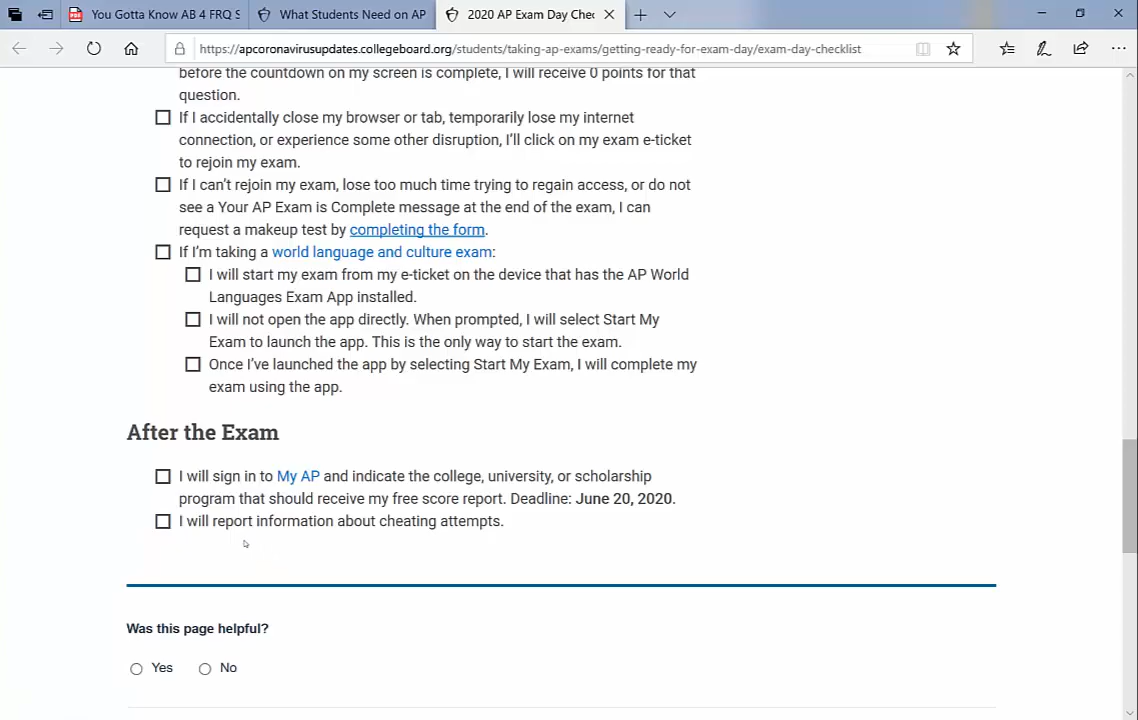 You Gotta Know AB 4 FRQ S
What Students Need on AP
2020 AP Exam Day Chec
https://apcoronavirusupdates.collegeboard.org/students/taking-ap-exams/getting-ready-for-exam-day/exam-day-checklist
before the countdown on my screen is complete, I will receive 0 points for that
question.
If I accidentally close my browser or tab, temporarily lose my internet
connection, or experience some other disruption, I'll click on my exam e-ticket
to rejoin my exam.
If I can't rejoin my exam, lose too much time trying to regain access, or do not
see a Your AP Exam is Complete message at the end of the exam, I can
request a makeup test by completing the form.
If I'm taking a world language and culture exam:
I will start my exam from my e-ticket on the device that has the AP World
Languages Exam App installed.
I will not open the app directly. When prompted, I will select Start My
Exam to launch the app. This is the only way to start the exam.
Once I've launched the app by selecting Start My Exam, I will complete my
exam using the app.
After the Exam
I will sign in to My AP and indicate the college, university, or scholarship
program that should receive my free score report. Deadline: June 20, 2020.
I will report information about cheating attempts.
Was this page helpful?
Yes
No